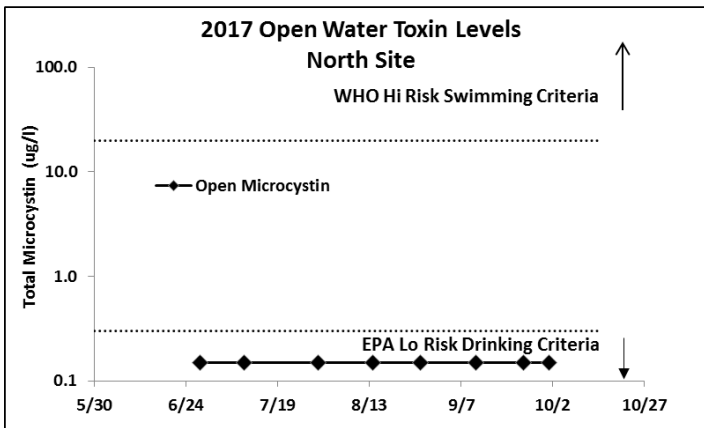 2017 Open Water Toxin Levels
North Site
100.0
WHO Hi Risk Swimming Criteria
10.0
Open Microcystin
Total Microcystin (ug/l)
1.0
EPA Lo Risk Drinking Criteria
0.1
5/30 6/24 7/19 8/13 9/7 10/2 10/27